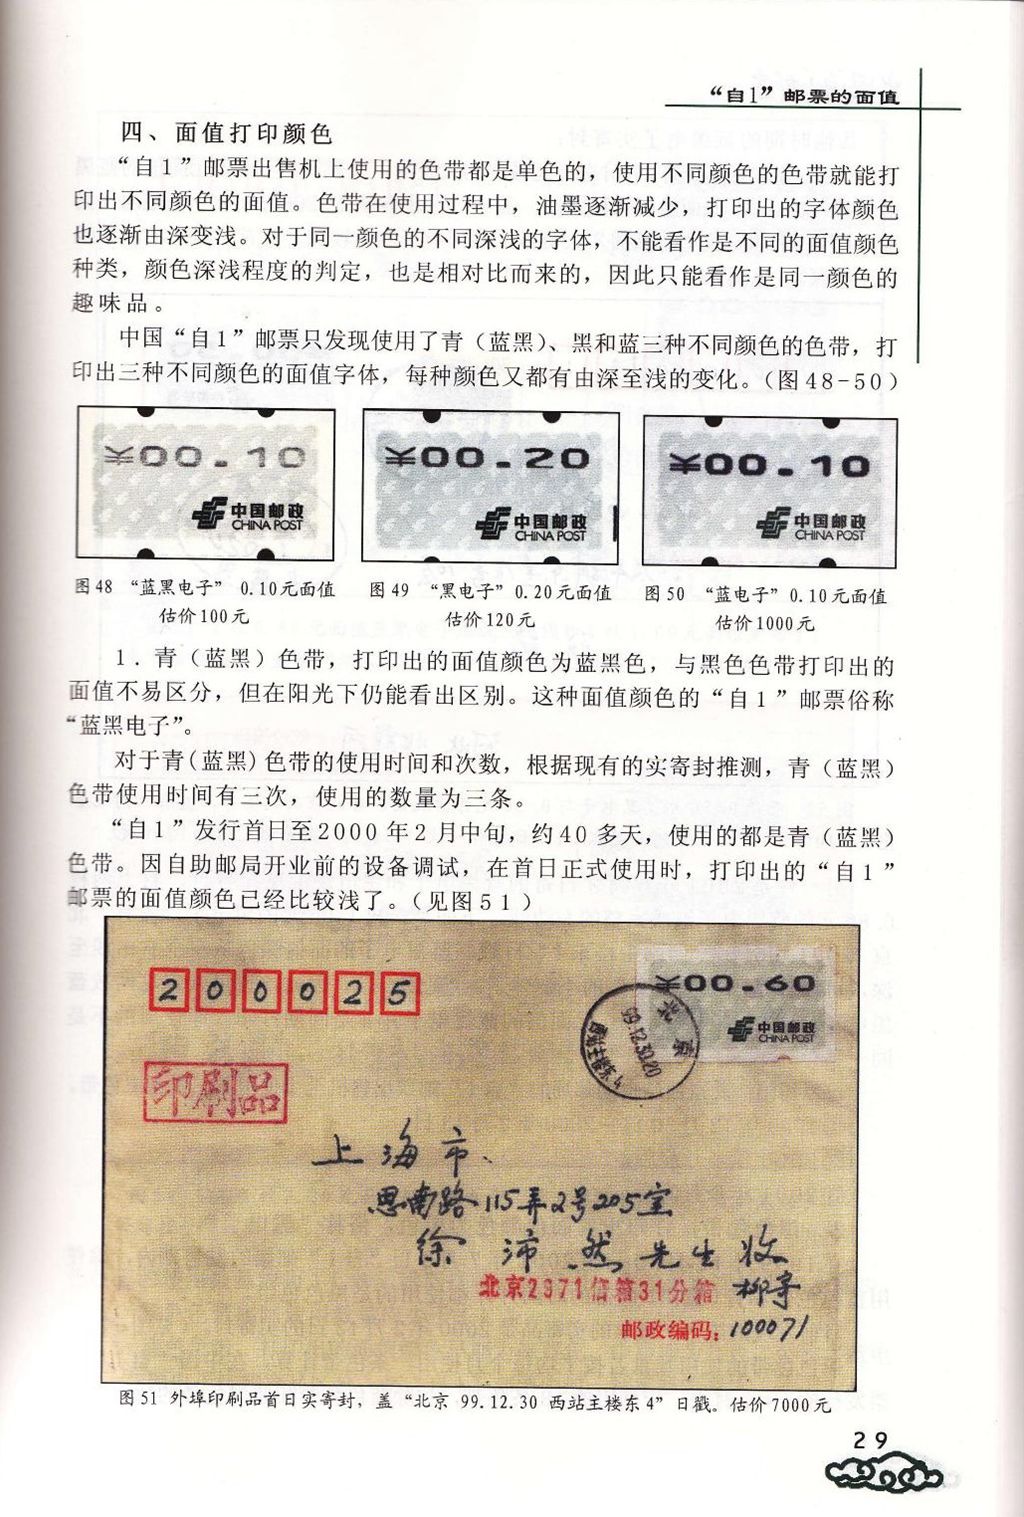 “自1”邮票的面值
四、面值打印颜色
“自1”邮票出售机上使用的色带都是单色的，使用不同颜色的色带就能打
印出不同颜色的面值。色带在使用过程中，油墨逐渐减少，打印出的字体颜色
也逐渐由深变浅。对于同一颜色的不同深浅的字体，不能看作是不同的面值颜色
种类，颜色深浅程度的判定，也是相对比而来的，因此只能看作是同一颜色的
趣味品。
中国“自1”邮票只发现使用了青（蓝黑）、黑和蓝三种不同颜色的色带，打
印出三种不同颜色的面值字体，每种颜色又都有由深至浅的变化。（图48-50）
¥00.10
中国邮政
CHINA POST
¥00.20
中国邮政
CHINA POST
¥00.10
中国邮政
CHINA POST
图48 “蓝黑电子” 0.10元面值
估价100元
图49 “黑电子”0.20元面值
估价120元
图50 “蓝电子”0.10元面值
估价1000元
1．青（蓝黑）色带，打印出的面值颜色为蓝黑色，与黑色色带打印出的
面值不易区分，但在阳光下仍能看出区别。这种面值颜色的“自1”邮票俗称
“蓝黑电子”。
对于青(蓝黑)色带的使用时间和次数，根据现有的实寄封推测，青（蓝黑）
色带使用时间有三次，使用的数量为三条。
“自1”发行首日至2000年2月中旬，约40多天，使用的都是青（蓝黑）
色带。因自助邮局开业前的设备调试，在首日正式使用时，打印出的“自1”
邮票的面值颜色已经比较浅了。（见图51）
200025
¥00.60
中国邮政
CHINA POST
北京
99.12.30.20
西站主楼东4
印刷品
上海市、
思南路115弄2号205室
徐沛然先生收
北京2971信箱31分箱 柳寄
邮政编码：100071
图51 外埠印刷品首日实寄封，盖“北京 99.12.30 西站主楼东4”日戳。估价7000元
29